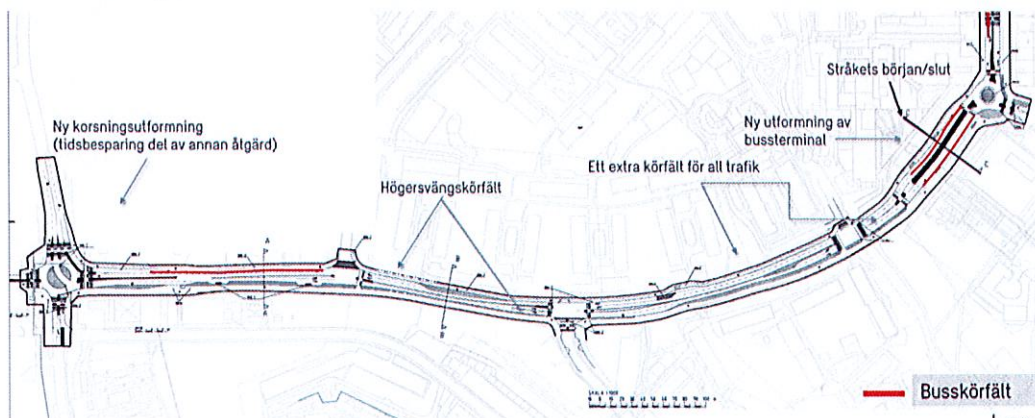 Stråkets början/slut
Ny korsningsutformning
(tidsbesparing del av annan åtgärd)
Ny utformning av
bussterminal
Ett extra körfält för all trafik
Högersvängskörfält
A
A
B
B
C
Busskörfält